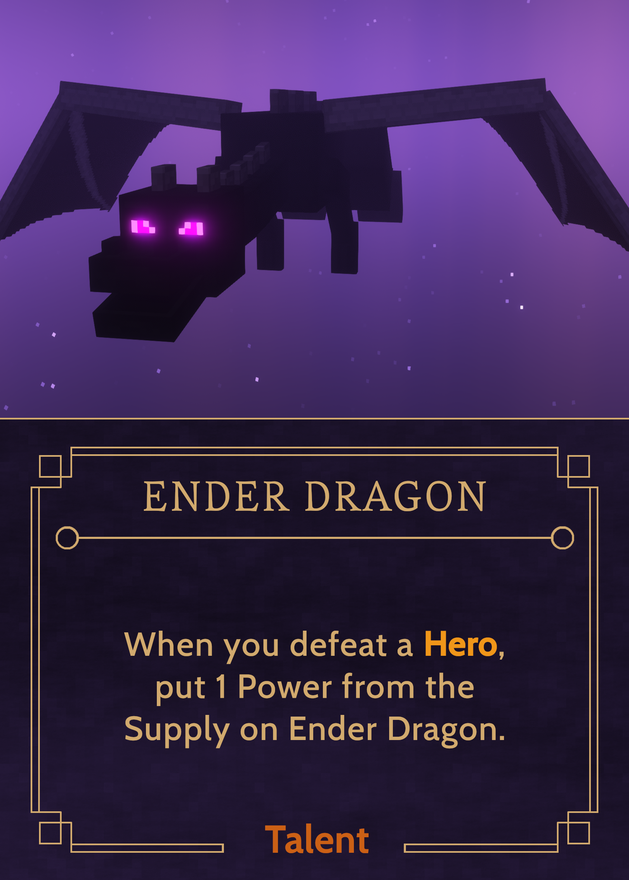 ENDER DRAGON
When you defeat a Hero,
put 1 Power from the
Supply on Ender Dragon.
Talent